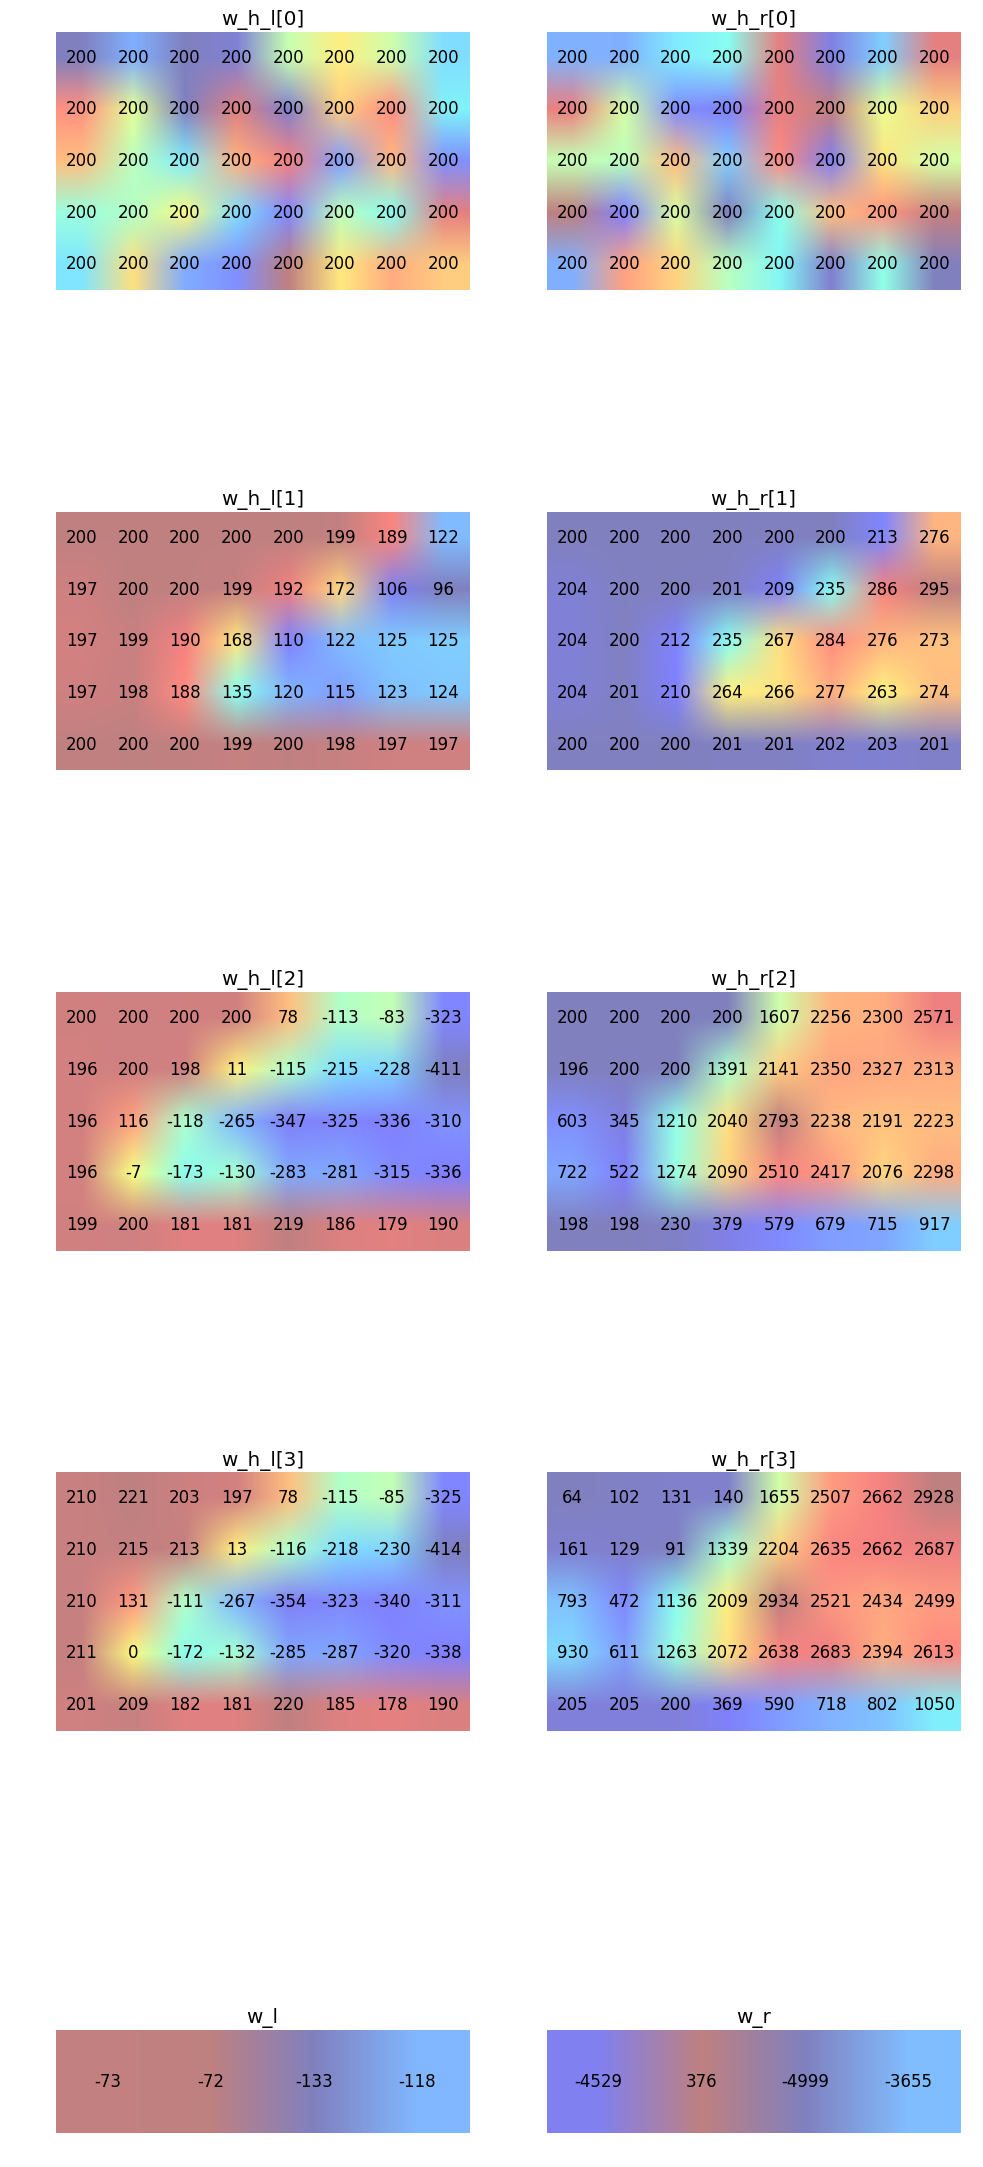 w_h_l[0] w_h_r[0]
200 200 200 200 200 200 200 200 200 200 200 200 200 200 200 200
200 200 200 200 200 200 200 200 200 200 200 200 200 200 200 200
200 200 200 200 200 200 200 200 200 200 200 200 200 200 200 200
200 200 200 200 200 200 200 200 200 200 200 200 200 200 200 200
200 200 200 200 200 200 200 200 200 200 200 200 200 200 200 200
w_h_l[1] w_h_r[1]
200 200 200 200 200 199 189 122 200 200 200 200 200 200 213 276
197 200 200 199 192 172 106 96 204 200 200 201 209 235 286 295
197 199 190 168 110 122 125 125 204 200 212 235 267 284 276 273
197 198 188 135 120 115 123 124 204 201 210 264 266 277 263 274
200 200 200 199 200 198 197 197 200 200 200 201 201 202 203 201
w_h_l[2] w_h_r[2]
200 200 200 200 78 -113 -83 -323 200 200 200 200 1607 2256 2300 2571
196 200 198 11 -115 -215 -228 -411 196 200 200 1391 2141 2350 2327 2313
196 116 -118 -265 -347 -325 -336 -310 603 345 1210 2040 2793 2238 2191 2223
196 -7 -173 -130 -283 -281 -315 -336 722 522 1274 2090 2510 2417 2076 2298
199 200 181 181 219 186 179 190 198 198 230 379 579 679 715 917
w_h_l[3] w_h_r[3]
210 221 203 197 78 -115 -85 -325 64 102 131 140 1655 2507 2662 2928
210 215 213 13 -116 -218 -230 -414 161 129 91 1339 2204 2635 2662 2687
210 131 -111 -267 -354 -323 -340 -311 793 472 1136 2009 2934 2521 2434 2499
211 0 -172 -132 -285 -287 -320 -338 930 611 1263 2072 2638 2683 2394 2613
201 209 182 181 220 185 178 190 205 205 200 369 590 718 802 1050
w_l w_r
-73 -72 -133 -118 -4529 376 -4999 -3655